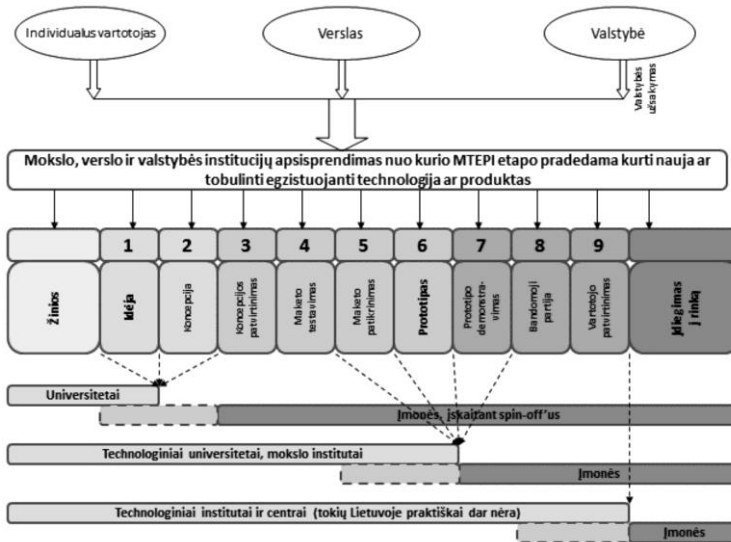 Individualus vartotojas
Verslas
Valstybė
Valstybės
užsakymas
Mokslo, verslo ir valstybės institucijų apsisprendimas nuo kurio MTEPI etapo pradedama kurti nauja ar
tobulinti egzistuojanti technologija ar produktas
1
2
3
4
5
6
7
8
9
Žinios
Idėja
Koncepcija
Koncepcijos
patvirtinimas
Maketo
testavimas
Maketo
patikrinimas
Prototipas
Prototipo
demonstra-
vimas
Bandomoji
partija
Vartotojo
patvirtinimas
Įdiegimas
į rinką
Universitetai
Įmonės, įskaitant spin-off'us
Technologiniai universitetai, mokslo institutai
Įmonės
Technologiniai institutai ir centrai (tokių Lietuvoje praktiškai dar nėra)
Įmonės